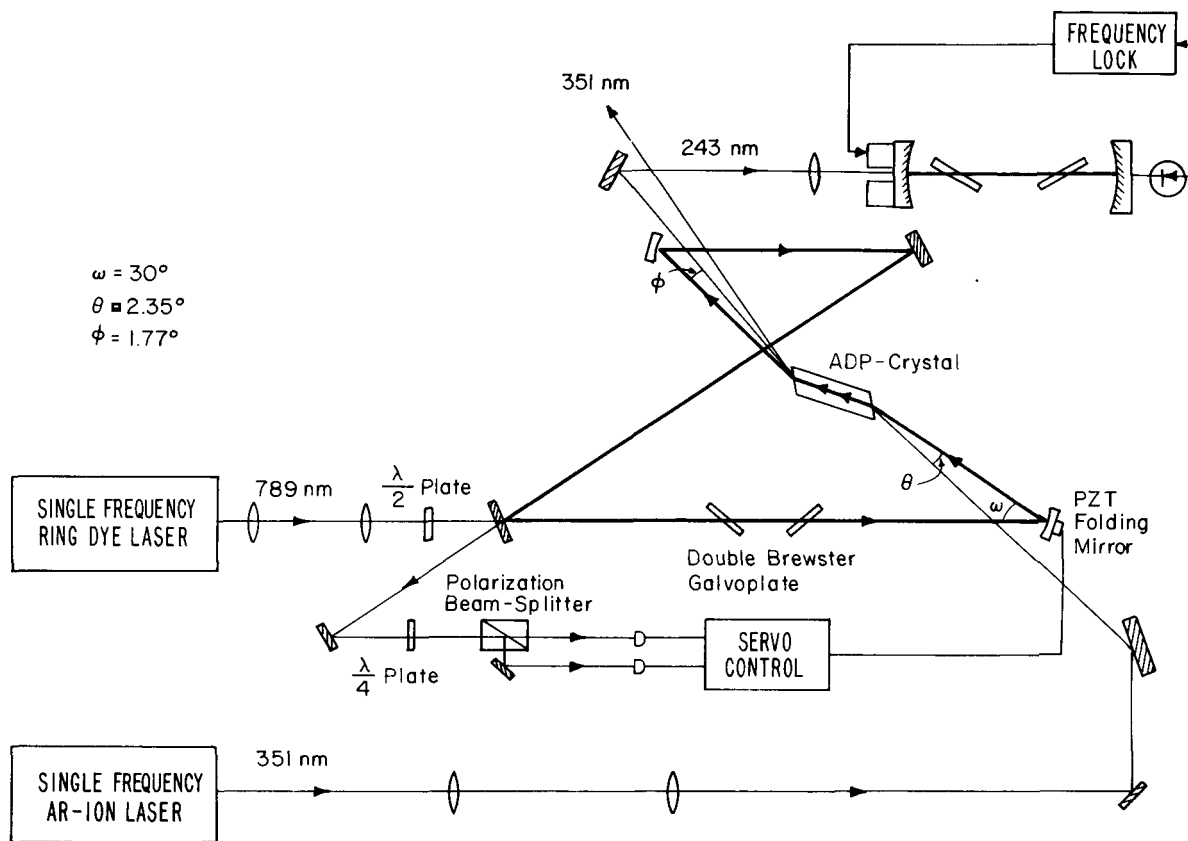 FREQUENCY
LOCK
351 nm
243 nm
ω = 30°
θ = 2.35°
ϕ = 1.77°
ϕ
ADP-Crystal
θ
ω
PZT
Folding
Mirror
SINGLE FREQUENCY
RING DYE LASER
789 nm
λ/2 Plate
Double Brewster
Galvoplate
Polarization
Beam-Splitter
λ/4 Plate
SERVO
CONTROL
SINGLE FREQUENCY
AR-ION LASER
351 nm